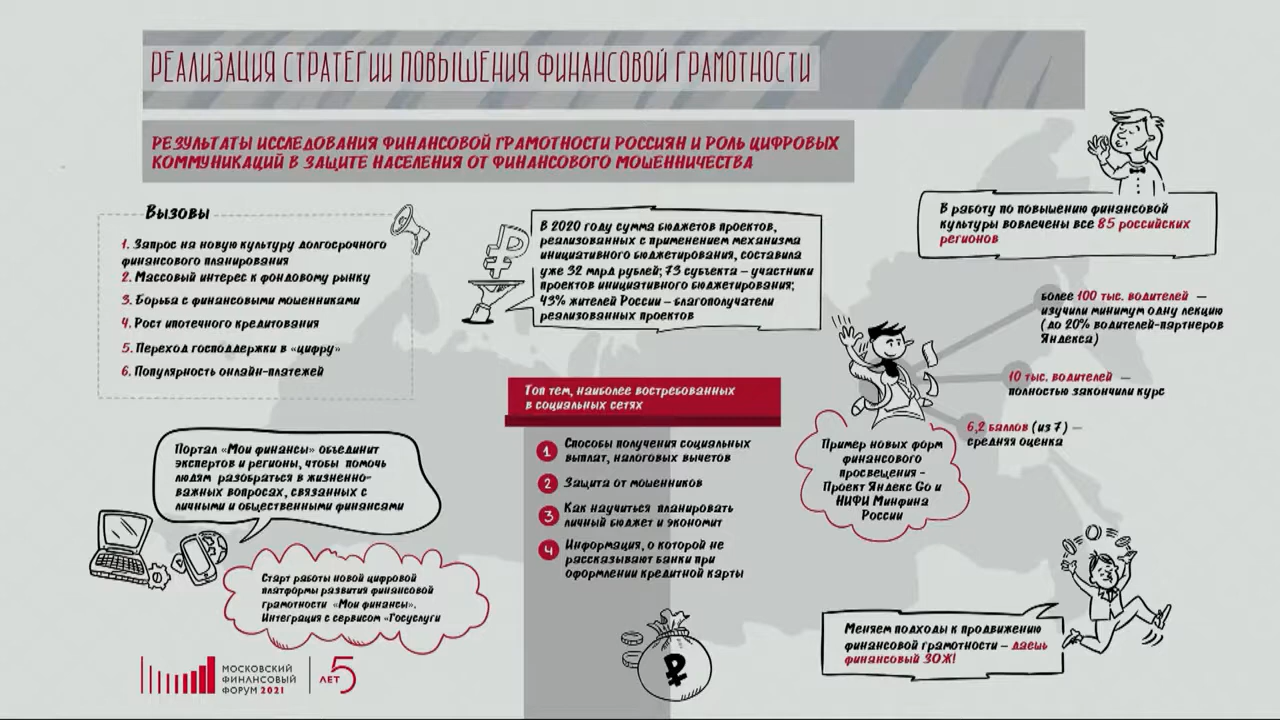 РЕАЛИЗАЦИЯ СТРАТЕГИИ ПОВЫШЕНИЯ ФИНАНСОВОЙ ГРАМОТНОСТИ
РЕЗУЛЬТАТЫ ИССЛЕДОВАНИЯ ФИНАНСОВОЙ ГРАМОТНОСТИ РОССИЯН И РОЛЬ ЦИФРОВЫХ
КОММУНИКАЦИЙ В ЗАЩИТЕ НАСЕЛЕНИЯ ОТ ФИНАНСОВОГО МОШЕННИЧЕСТВА
Вызовы
1. Запрос на новую культуру долгосрочного
финансового планирования
2. Массовый интерес к фондовому рынку
3. Борьба с финансовыми мошенниками
4. Рост ипотечного кредитования
5. Переход господдержки в «цифру»
6. Популярность онлайн-платежей
В 2020 году сумма бюджетов проектов,
реализованных с применением механизма
инициативного бюджетирования, составила
уже 32 млрд рублей; 73 субъекта – участники
проектов инициативного бюджетирования;
43% жителей России – благополучатели
реализованных проектов
В работу по повышению финансовой
культуры вовлечены все 85 российских
регионов
более 100 тыс. водителей —
изучили минимум одну лекцию
(до 20% водителей-партнеров
Яндекса)
10 тыс. водителей —
полностью закончили курс
6,2 баллов (из 7) —
средняя оценка
Пример новых форм
финансового
просвещения -
Проект Яндекс Go и
НИФИ Минфина
России
Топ тем, наиболее востребованных
в социальных сетях
1 Способы получения социальных
выплат, налоговых вычетов
2 Защита от мошенников
3 Как научиться планировать
личный бюджет и экономит
4 Информация, о которой не
рассказывают банки при
оформлении кредитной карты
Портал «Мои финансы» объединит
экспертов и регионы, чтобы помочь
людям разобраться в жизненно-
важных вопросах, связанных с
личными и общественными финансами
Старт работы новой цифровой
платформы развития финансовой
грамотности «Мои финансы».
Интеграция с сервисом «Госуслуги
Меняем подходы к продвижению
финансовой грамотности – даешь
финансовый ЗОЖ!
МОСКОВСКИЙ
ФИНАНСОВЫЙ
ФОРУМ 2021
5 ЛЕТ
₽
₽